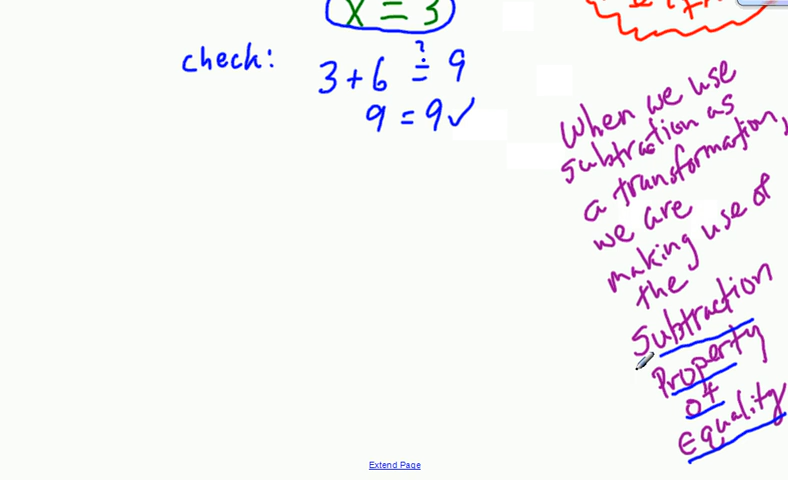 x = 3
check:
3 + 6 ≟ 9
9 = 9 ✓
When we use
subtraction as
a transformation,
we are
making use of
the
Subtraction
Property
of
Equality
Extend Page